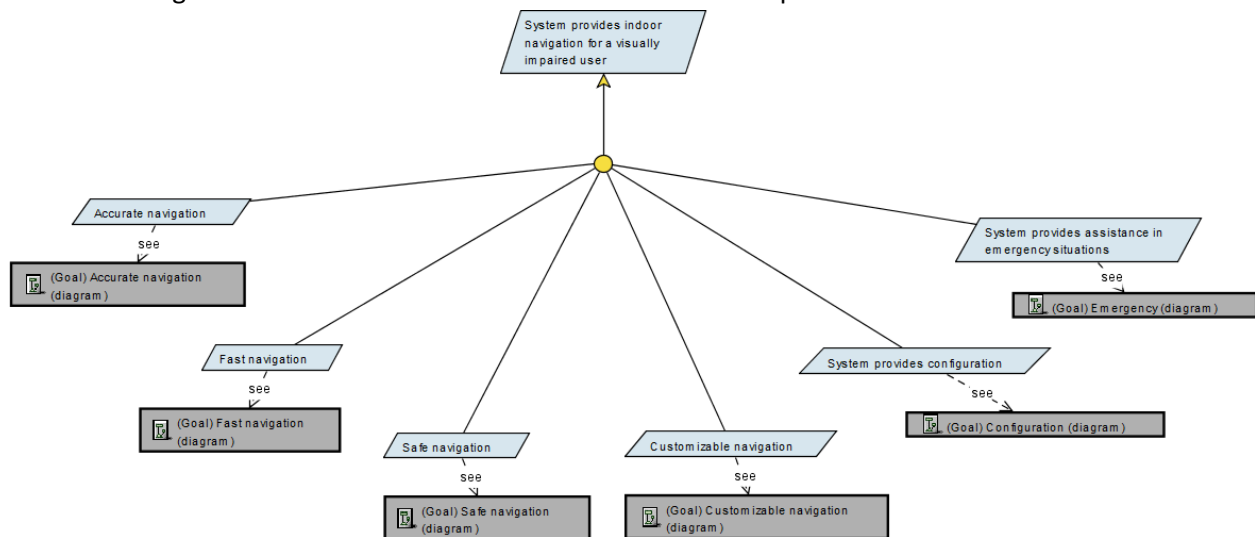 System provides indoor
navigation for a visually
impaired user
Accurate navigation
see
(Goal) Accurate navigation
(diagram)
System provides assistance in
emergency situations
see
(Goal) Emergency (diagram)
Fast navigation
see
(Goal) Fast navigation
(diagram)
System provides configuration
see
(Goal) Configuration (diagram)
Safe navigation
see
(Goal) Safe navigation
(diagram)
Customizable navigation
see
(Goal) Customizable navigation
(diagram)